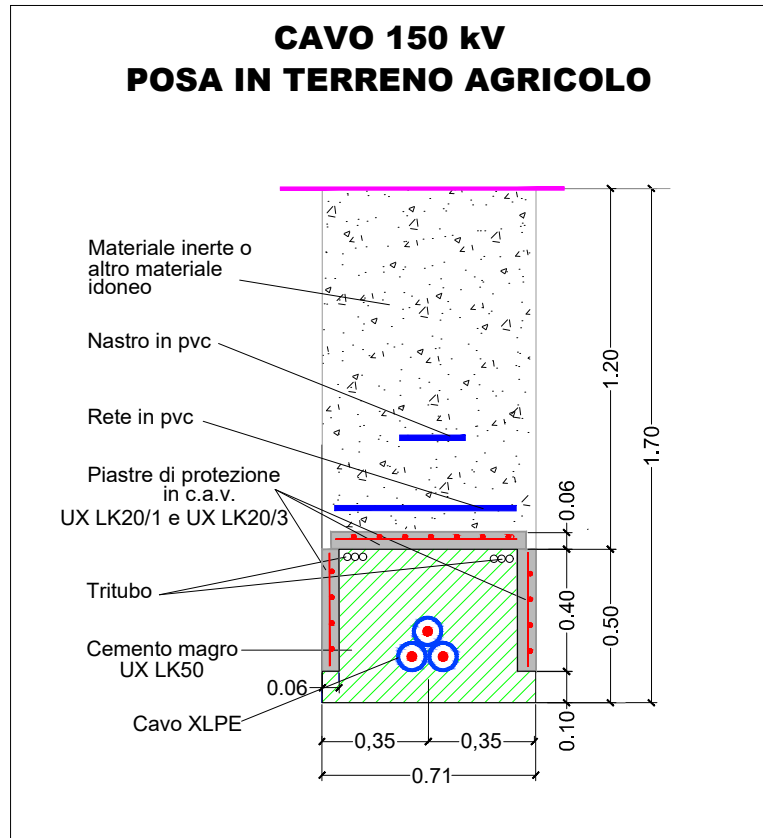 CAVO 150 kV
POSA IN TERRENO AGRICOLO
Materiale inerte o
altro materiale
idoneo
Nastro in pvc
Rete in pvc
Piastre di protezione
in c.a.v.
UX LK20/1 e UX LK20/3
Tritubo
Cemento magro
UX LK50
Cavo XLPE
1.20
1.70
0.06
0.40
0.50
0.10
0.06
0,35
0,35
0.71